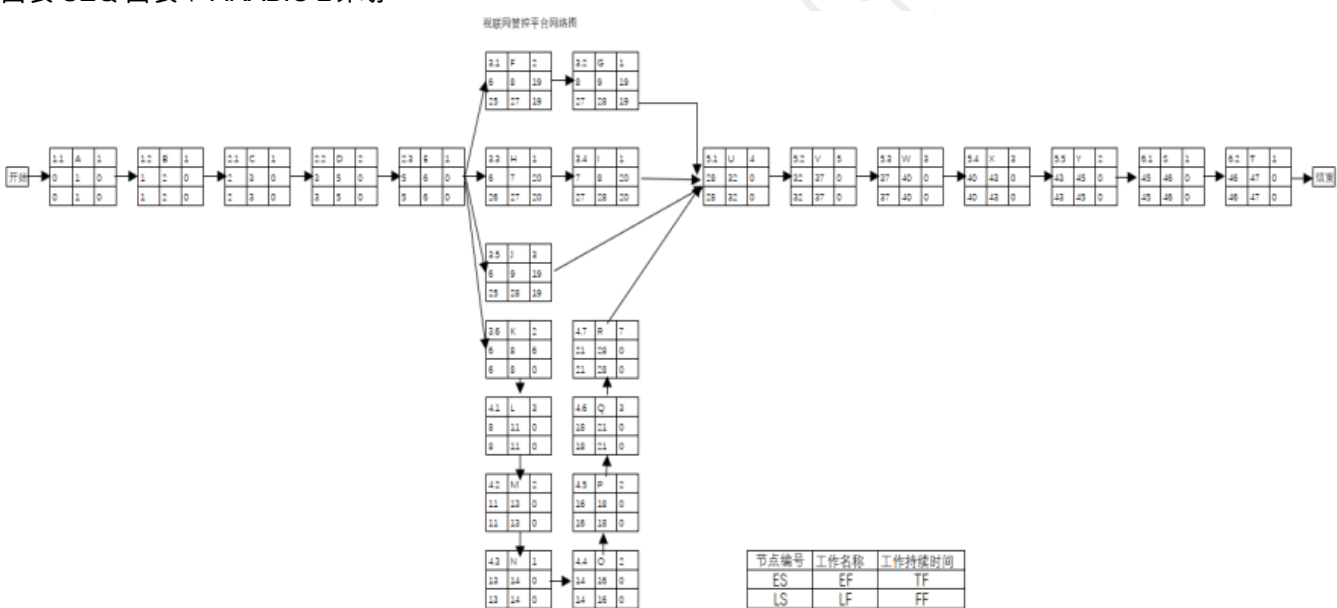 视联网管控平台网络图
3.1 F 2
6 8 19
25 27 19
3.2 G 1
8 9 19
27 28 19
开始
1.1 A 1
0 1 0
0 1 0
1.2 B 1
1 2 0
1 2 0
2.1 C 1
2 3 0
2 3 0
2.2 D 2
3 5 0
3 5 0
2.3 E 1
5 6 0
5 6 0
3.3 H 1
6 7 20
26 27 20
3.4 I 1
7 8 20
27 28 20
5.1 U 4
28 32 0
28 32 0
5.2 V 5
32 37 0
32 37 0
5.3 W 3
37 40 0
37 40 0
5.4 X 3
40 43 0
40 43 0
5.5 Y 2
43 45 0
43 45 0
6.1 S 1
45 46 0
45 46 0
6.2 T 1
46 47 0
46 47 0
3.5 J 3
6 9 19
25 28 19
3.6 K 2
6 8 6
6 8 0
4.7 R 7
21 28 0
21 28 0
4.1 L 3
8 11 0
8 11 0
4.6 Q 3
18 21 0
18 21 0
4.2 M 2
11 13 0
11 13 0
4.5 P 2
16 18 0
16 18 0
4.3 N 1
13 14 0
13 14 0
4.4 O 2
14 16 0
14 16 0
节点编号 工作名称 工作持续时间
ES EF TF
LS LF FF